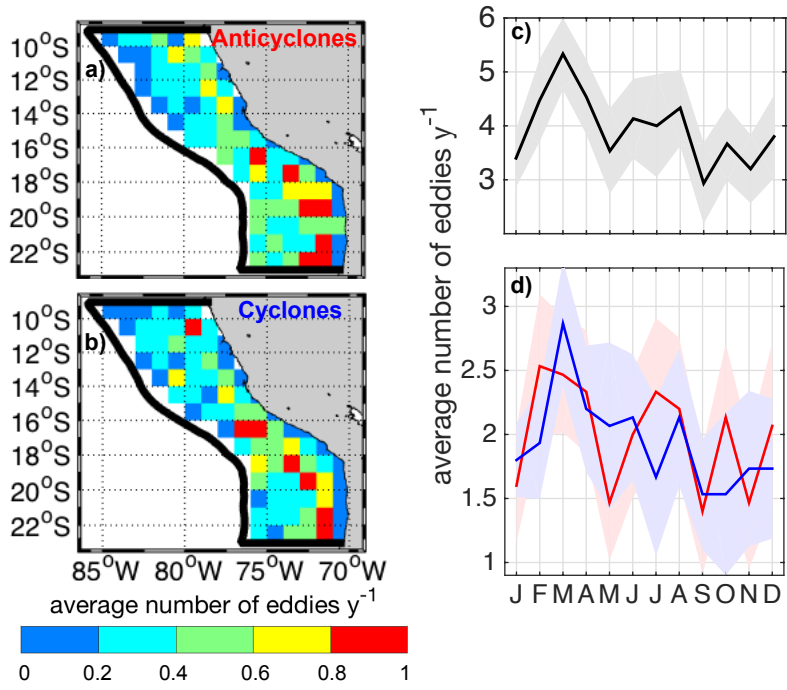 Anticyclones
a)
10°S
12°S
14°S
16°S
18°S
20°S
22°S
Cyclones
b)
10°S
12°S
14°S
16°S
18°S
20°S
22°S
85°W 80°W 75°W 70°W
average number of eddies y⁻¹
0 0.2 0.4 0.6 0.8 1
c)
6
5
4
3
average number of eddies y⁻¹
d)
3
2.5
2
1.5
1
J F M A M J J A S O N D